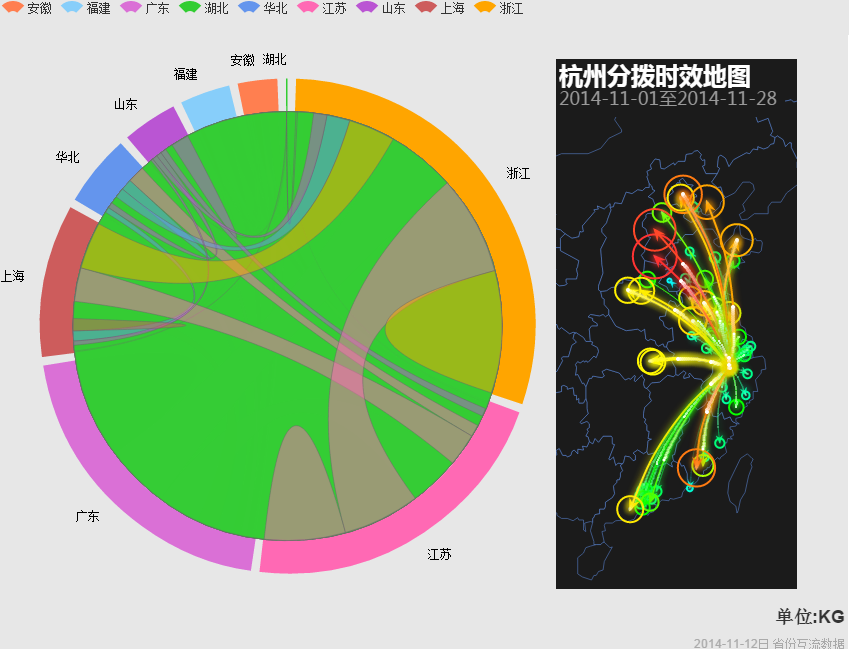 安徽 福建 广东 湖北 华北 江苏 山东 上海 浙江
安徽 湖北
福建
山东
华北
浙江
上海
广东
江苏
杭州分拨时效地图
2014-11-01至2014-11-28
单位:KG
2014-11-12日 省份互流数据